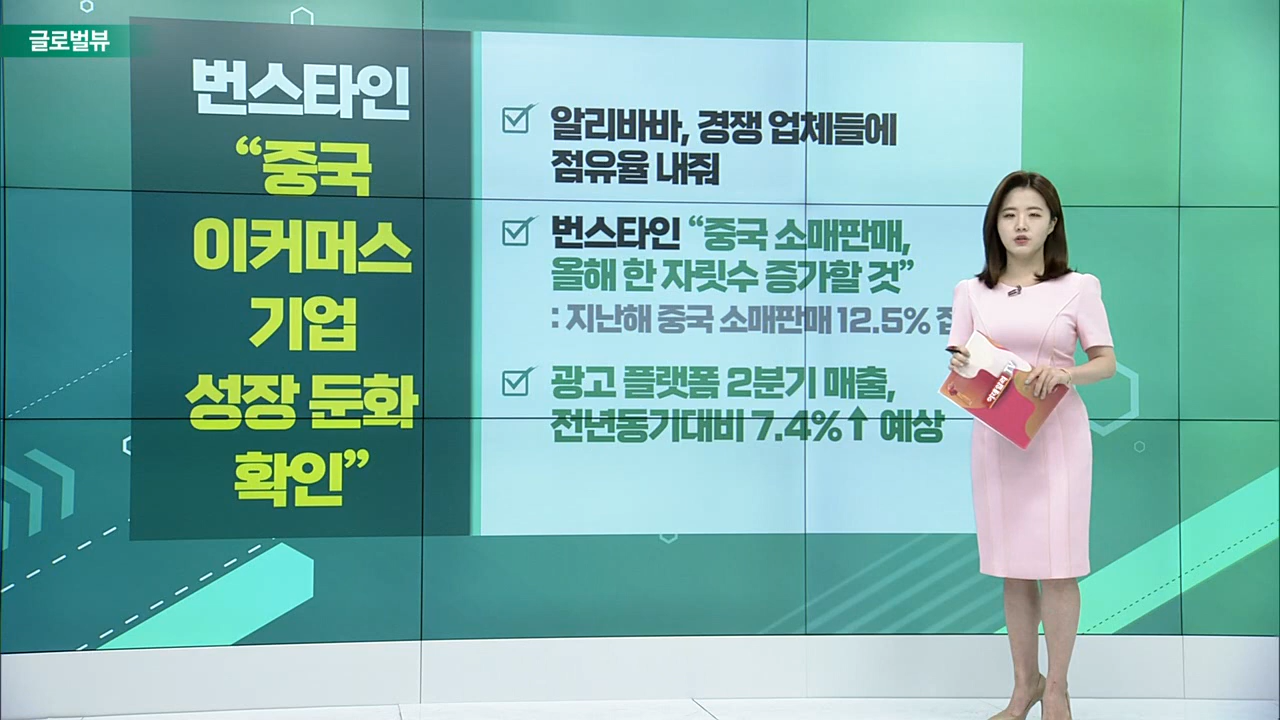 글로벌뷰
번스타인
“중국
이커머스
기업
성장 둔화
확인”
알리바바, 경쟁 업체들에
점유율 내줘
번스타인 “중국 소매판매,
올해 한 자릿수 증가할 것”
: 지난해 중국 소매판매 12.5%
광고 플랫폼 2분기 매출,
전년동기대비 7.4%↑ 예상